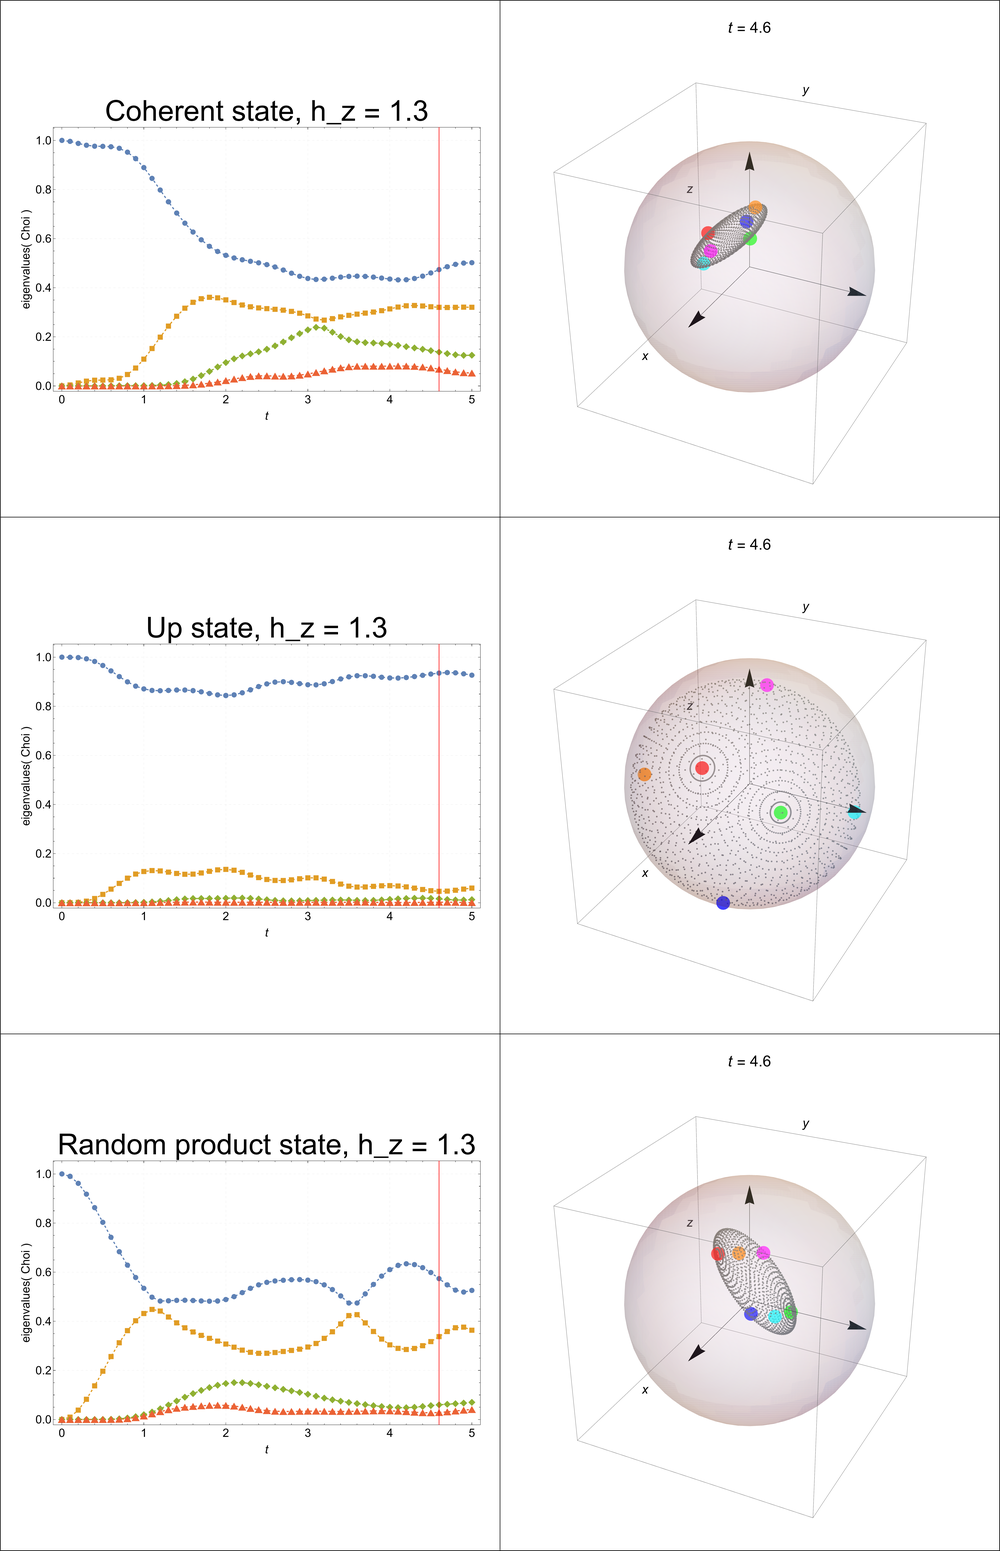 t = 4.6
Coherent state, h_z = 1.3
eigenvalues( Choi )
1.0
0.8
0.6
0.4
0.2
0.0
0 1 2 3 4 5
t
y
z
x
t = 4.6
Up state, h_z = 1.3
eigenvalues( Choi )
1.0
0.8
0.6
0.4
0.2
0.0
0 1 2 3 4 5
t
y
z
x
t = 4.6
Random product state, h_z = 1.3
eigenvalues( Choi )
1.0
0.8
0.6
0.4
0.2
0.0
0 1 2 3 4 5
t
y
z
x